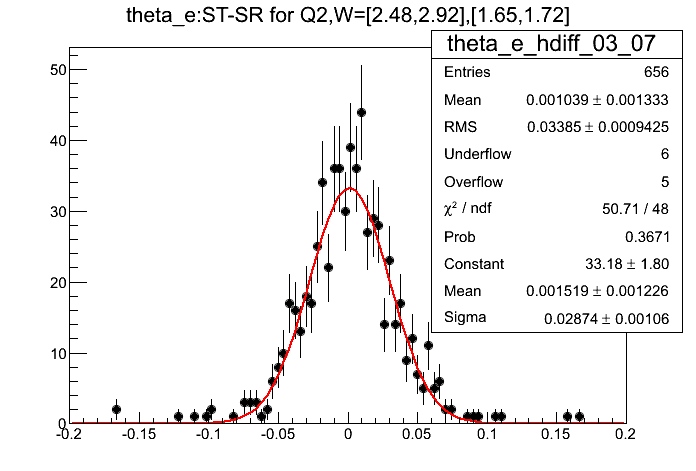 theta_e:ST-SR for Q2,W=[2.48,2.92],[1.65,1.72]
theta_e_hdiff_03_07
Entries 656
Mean 0.001039 ± 0.001333
RMS 0.03385 ± 0.0009425
Underflow 6
Overflow 5
χ² / ndf 50.71 / 48
Prob 0.3671
Constant 33.18 ± 1.80
Mean 0.001519 ± 0.001226
Sigma 0.02874 ± 0.00106
50
40
30
20
10
0
-0.2 -0.15 -0.1 -0.05 0 0.05 0.1 0.15 0.2